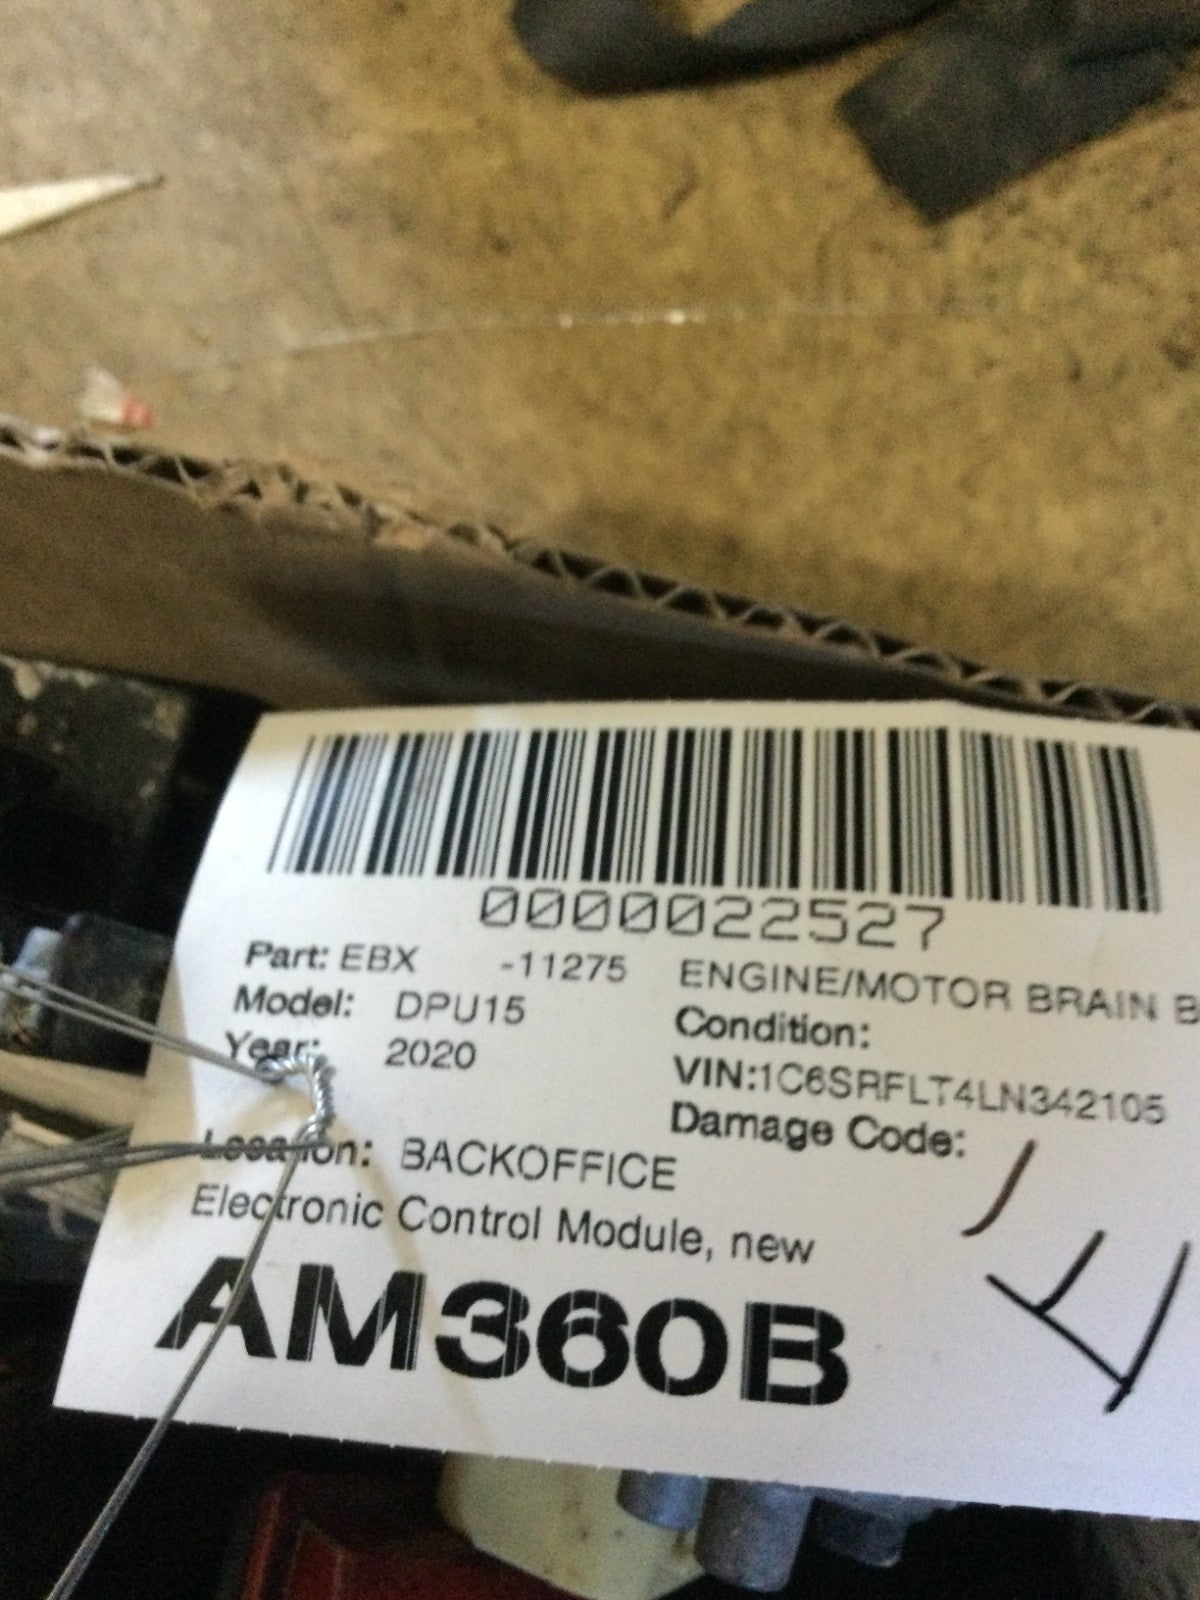 0000022527
Part: EBX -11275 ENGINE/MOTOR BRAIN B
Model: DPU15
Condition:
Year: 2020
VIN:1C6SRFLT4LN342105
Damage Code:
Location: BACKOFFICE
Electronic Control Module, new
AM360B